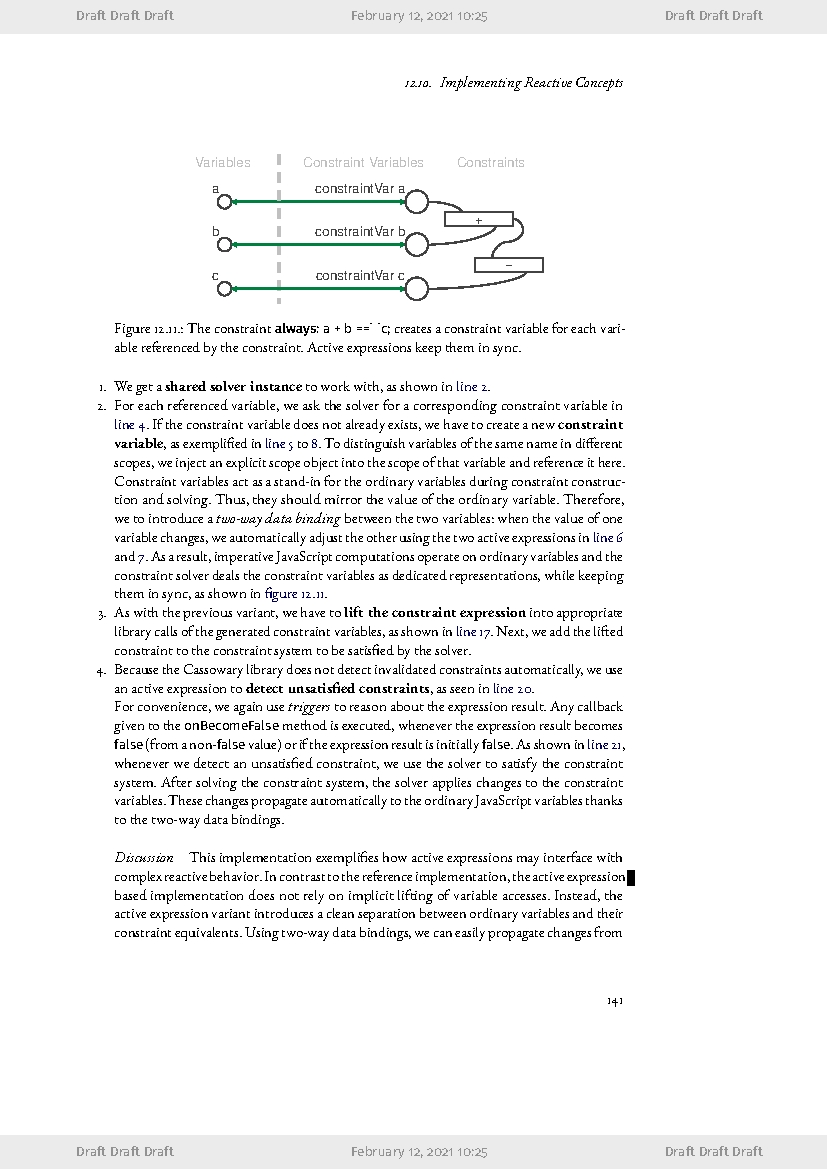 Draft Draft Draft February 12, 2021 10:25 Draft Draft Draft
12.10. Implementing Reactive Concepts
Variables Constraint Variables Constraints
a constraintVar a
+
b constraintVar b
−
c constraintVar c
Figure 12.11.: The constraint always: a + b == c; creates a constraint variable for each vari-
able referenced by the constraint. Active expressions keep them in sync.
1. We get a shared solver instance to work with, as shown in line 2.
2. For each referenced variable, we ask the solver for a corresponding constraint variable in
line 4. If the constraint variable does not already exists, we have to create a new constraint
variable, as exemplified in line 5 to 8. To distinguish variables of the same name in different
scopes, we inject an explicit scope object into the scope of that variable and reference it here.
Constraint variables act as a stand-in for the ordinary variables during constraint construc-
tion and solving. Thus, they should mirror the value of the ordinary variable. Therefore,
we to introduce a two-way data binding between the two variables: when the value of one
variable changes, we automatically adjust the other using the two active expressions in line 6
and 7. As a result, imperative JavaScript computations operate on ordinary variables and the
constraint solver deals the constraint variables as dedicated representations, while keeping
them in sync, as shown in figure 12.11.
3. As with the previous variant, we have to lift the constraint expression into appropriate
library calls of the generated constraint variables, as shown in line 17. Next, we add the lifted
constraint to the constraint system to be satisfied by the solver.
4. Because the Cassowary library does not detect invalidated constraints automatically, we use
an active expression to detect unsatisfied constraints, as seen in line 20.
For convenience, we again use triggers to reason about the expression result. Any callback
given to the onBecomeFalse method is executed, whenever the expression result becomes
false (from a non-false value) or if the expression result is initially false. As shown in line 21,
whenever we detect an unsatisfied constraint, we use the solver to satisfy the constraint
system. After solving the constraint system, the solver applies changes to the constraint
variables. These changes propagate automatically to the ordinary JavaScript variables thanks
to the two-way data bindings.
Discussion This implementation exemplifies how active expressions may interface with
complex reactive behavior. In contrast to the reference implementation, the active expression
based implementation does not rely on implicit lifting of variable accesses. Instead, the
active expression variant introduces a clean separation between ordinary variables and their
constraint equivalents. Using two-way data bindings, we can easily propagate changes from
141
Draft Draft Draft February 12, 2021 10:25 Draft Draft Draft